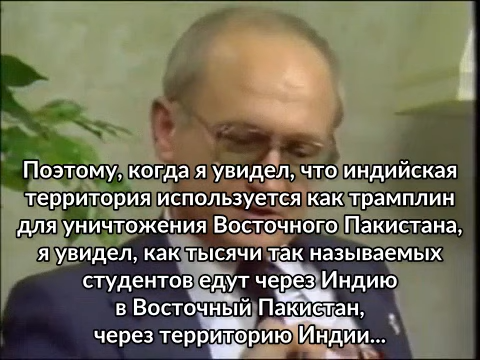 Поэтому, когда я увидел, что индийская
территория используется как трамплин
для уничтожения Восточного Пакистана,
я увидел, как тысячи так называемых
студентов едут через Индию
в Восточный Пакистан,
через территорию Индии...